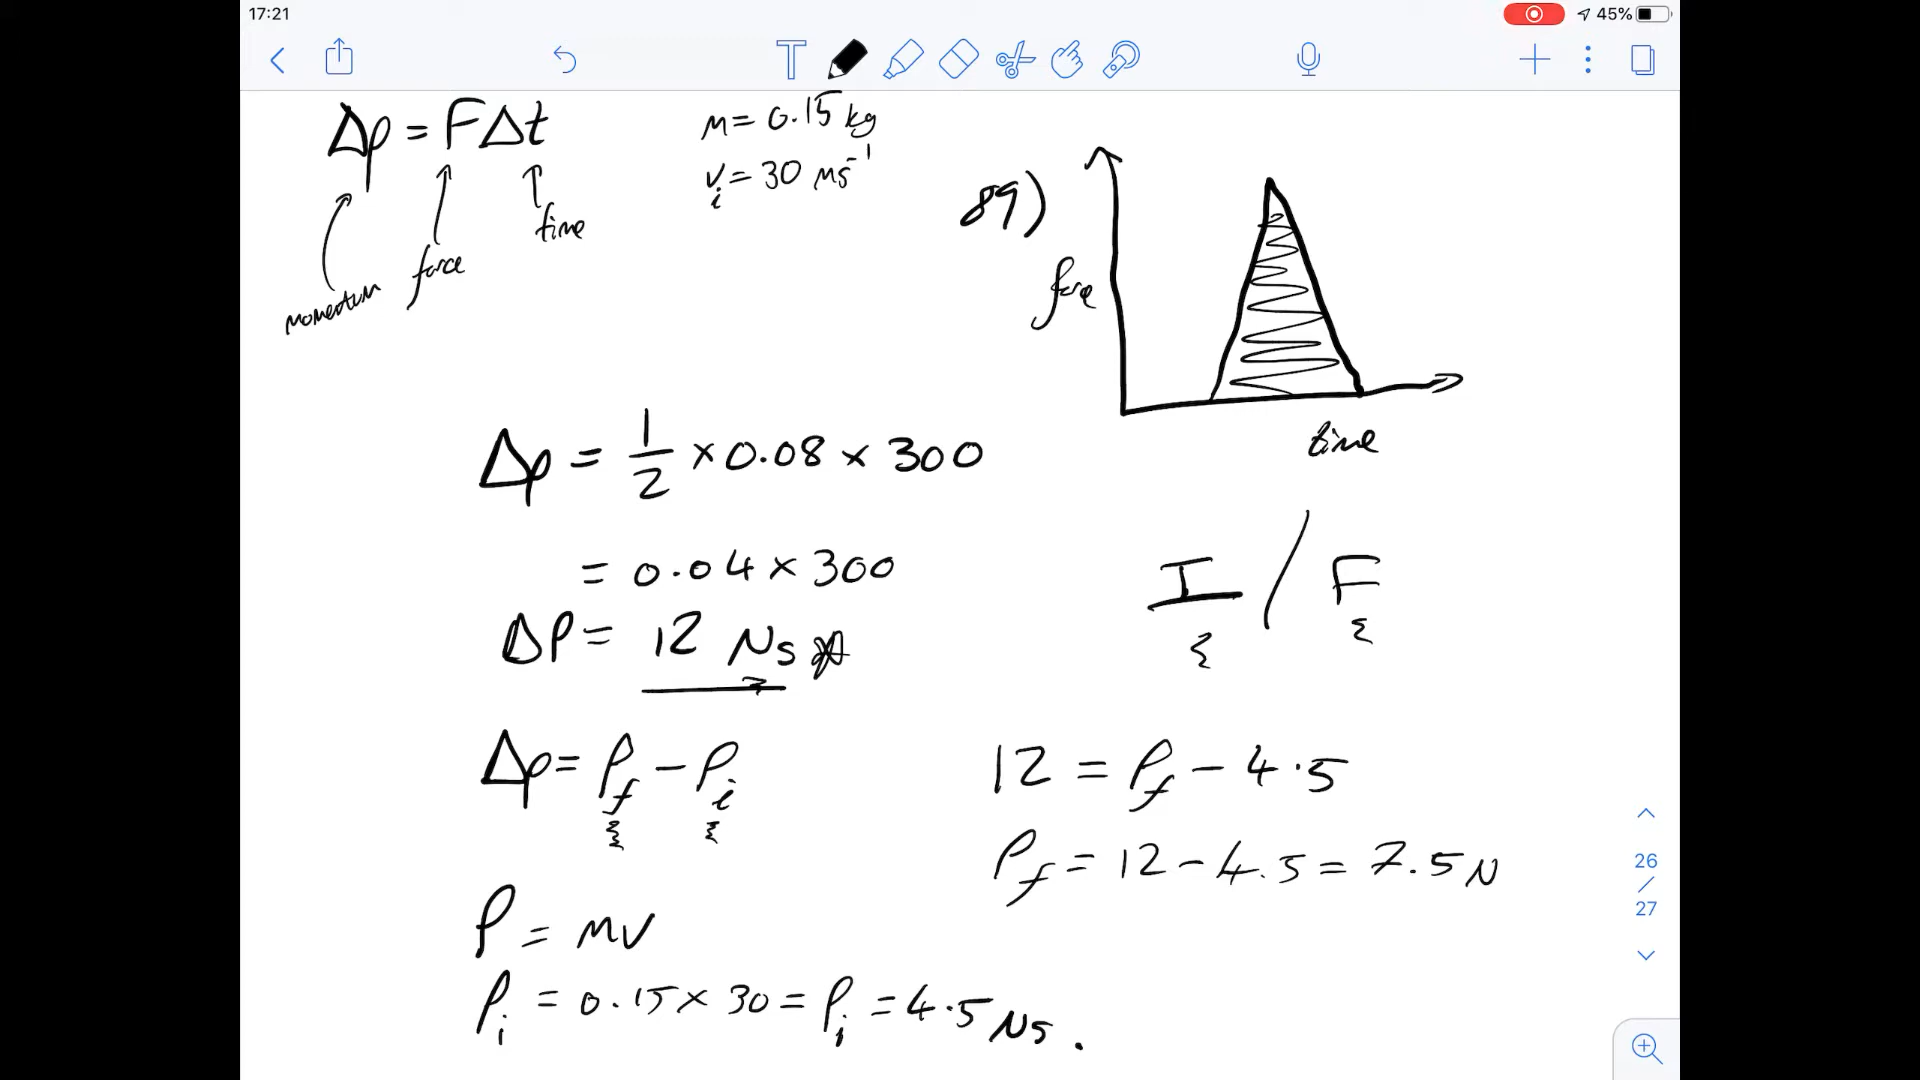 17:21
45%
Δp = FΔt
momentum
force
time
m = 0.15 kg
vᵢ = 30 ms⁻¹
89)
force
time
Δp = 1/2 × 0.08 × 300
= 0.04 × 300
ΔP = 12 Ns
I / F
Δp = Pf − Pᵢ
P = mv
Pᵢ = 0.15 × 30 = Pᵢ = 4.5 Ns.
12 = Pf − 4.5
Pf = 12 − 4.5 = 7.5 N
26
/
27